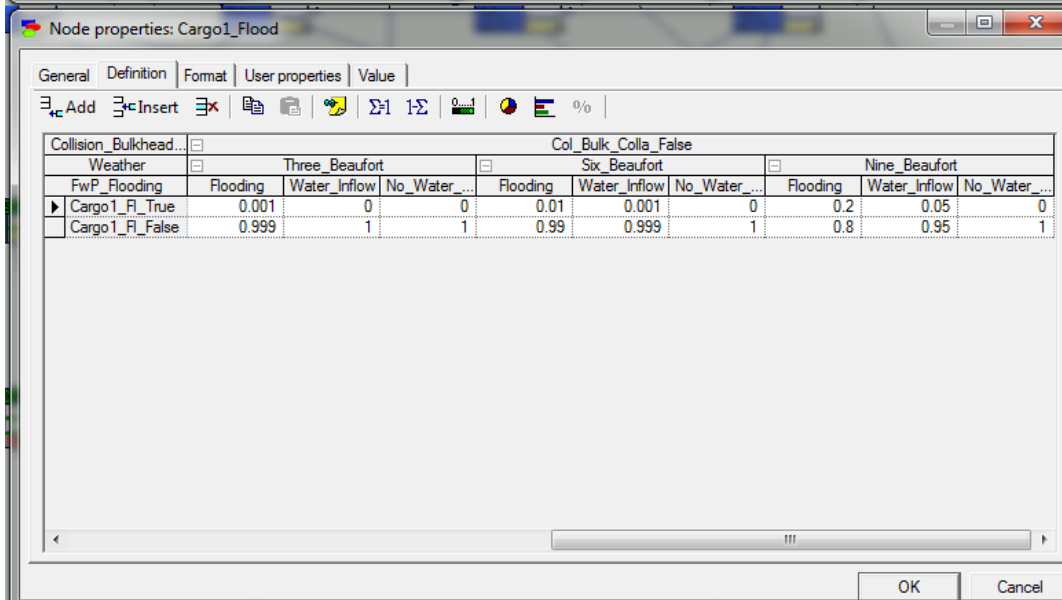 Node properties: Cargo1_Flood
General Definition Format User properties Value
Add Insert Σ=1 1-Σ %
Collision_Bulkhead... Col_Bulk_Colla_False
Weather Three_Beaufort Six_Beaufort Nine_Beaufort
FwP_Flooding Flooding Water_Inflow No_Water_... Flooding Water_Inflow No_Water_... Flooding Water_Inflow No_Water_...
Cargo1_Fl_True 0.001 0 0 0.01 0.001 0 0.2 0.05 0
Cargo1_Fl_False 0.999 1 1 0.99 0.999 1 0.8 0.95 1
OK Cancel